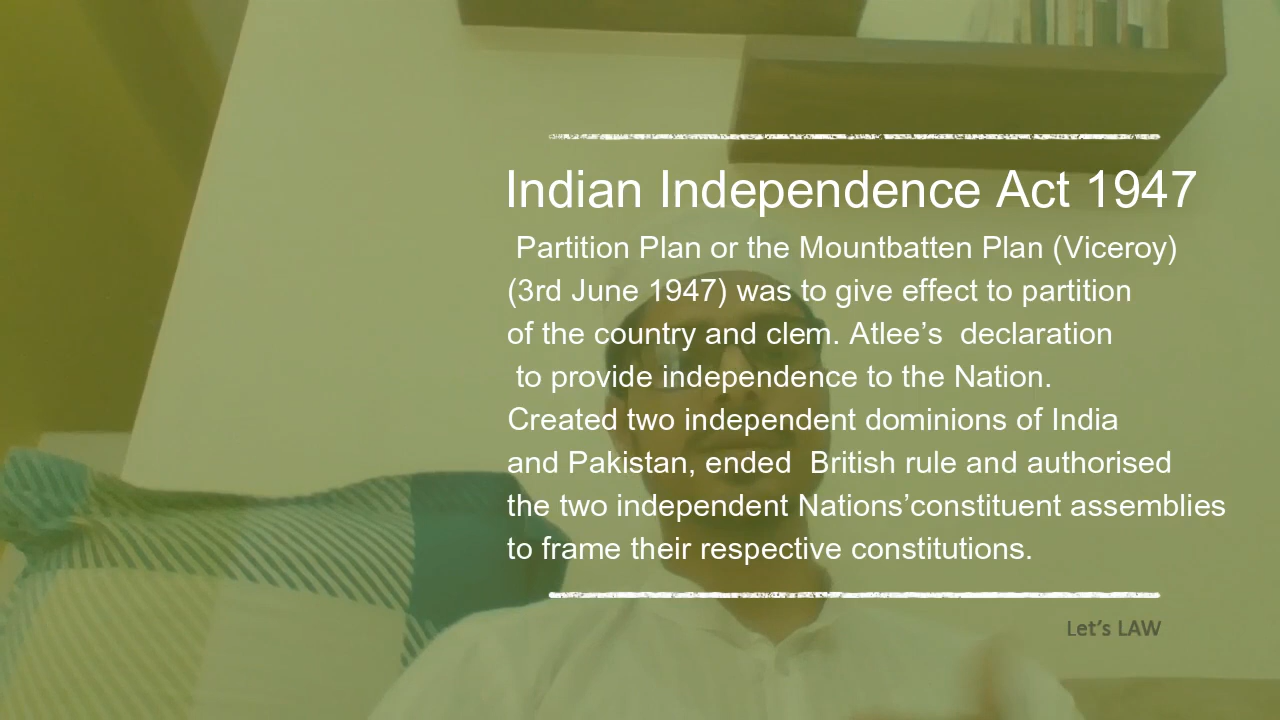 Indian Independence Act 1947
Partition Plan or the Mountbatten Plan (Viceroy)
(3rd June 1947) was to give effect to partition
of the country and clem. Atlee’s declaration
to provide independence to the Nation.
Created two independent dominions of India
and Pakistan, ended British rule and authorised
the two independent Nations’constituent assemblies
to frame their respective constitutions.
Let’s LAW